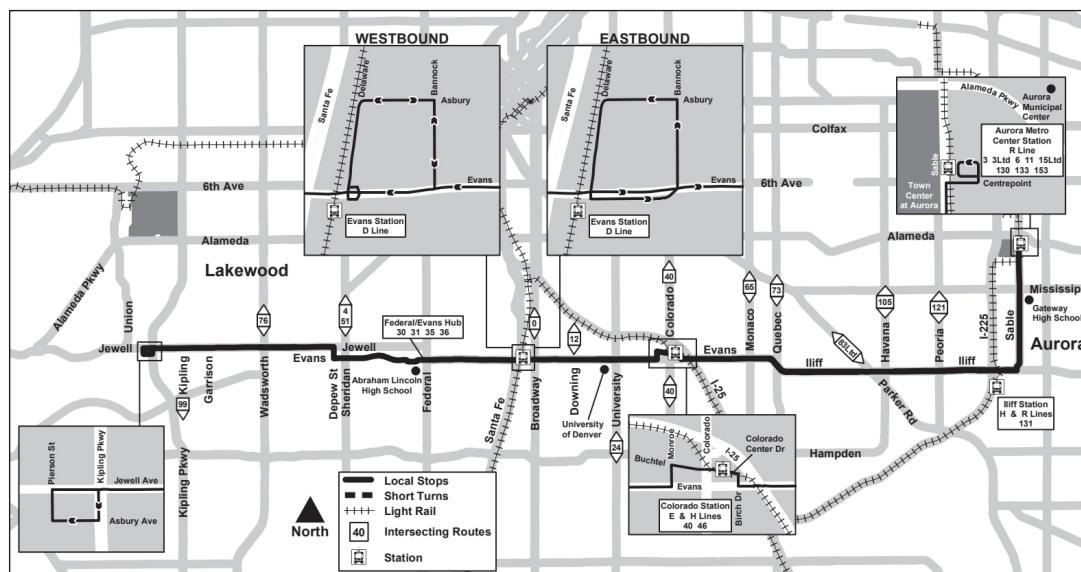 WESTBOUND
Santa Fe
Delaware
Bannock
Asbury
Evans
Evans Station
D Line
EASTBOUND
Santa Fe
Delaware
Bannock
Asbury
Evans
Evans Station
D Line
Alameda Pkwy
Aurora
Municipal
Center
Aurora Metro
Center Station
R Line
3 3Ltd 6 11 15Ltd
130 133 153
Sable
Centrepoint
Town
Center
at Aurora
Colfax
6th Ave
6th Ave
Alameda
Alameda
Lakewood
Alameda Pkwy
Union
Jewell
Kipling
99
Garrison
76
Wadsworth
4
51
Evans
Jewell
Depew St
Sheridan
Federal/Evans Hub
30 31 35 36
Abraham Lincoln
High School
Federal
Santa Fe
0
Broadway
12
Downing
University
of Denver
University
24
40
Colorado
40
Evans
I-25
65
Monaco
73
Quebec
83Ltd
Parker Rd
Iliff
105
Havana
121
Peoria
Iliff
I-225
Sable
Mississippi
Gateway
High School
Aurora
Iliff Station
H & R Lines
131
Hampden
Kipling Pkwy
Pierson St
Kipling Pkwy
Jewell Ave
Asbury Ave
North
Local Stops
Short Turns
Light Rail
40 Intersecting Routes
Station
Buchtel
Monroe
Colorado
I-25
Colorado
Center Dr
Evans
Birch Dr
Colorado Station
E & H Lines
40 46